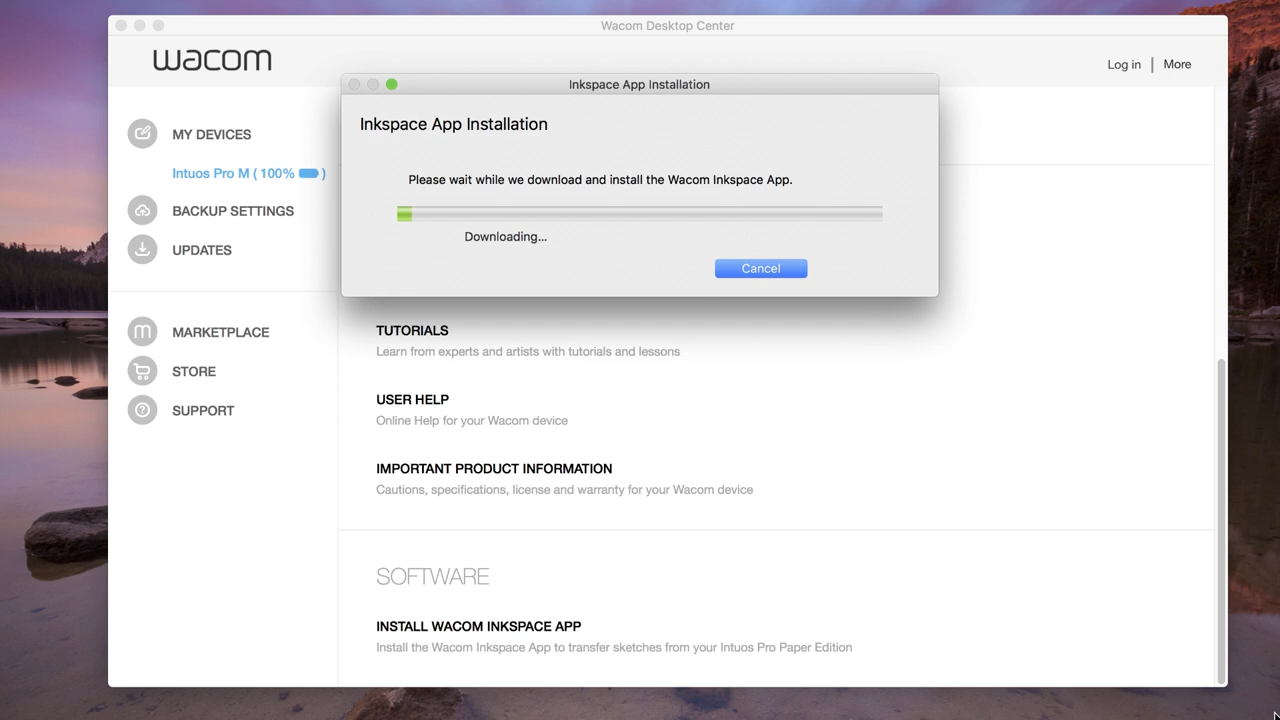 Wacom Desktop Center
wacom
Log in | More
Inkspace App Installation
Inkspace App Installation
Please wait while we download and install the Wacom Inkspace App.
Downloading...
Cancel
MY DEVICES
Intuos Pro M ( 100% )
BACKUP SETTINGS
UPDATES
MARKETPLACE
STORE
SUPPORT
TUTORIALS
Learn from experts and artists with tutorials and lessons
USER HELP
Online Help for your Wacom device
IMPORTANT PRODUCT INFORMATION
Cautions, specifications, license and warranty for your Wacom device
SOFTWARE
INSTALL WACOM INKSPACE APP
Install the Wacom Inkspace App to transfer sketches from your Intuos Pro Paper Edition